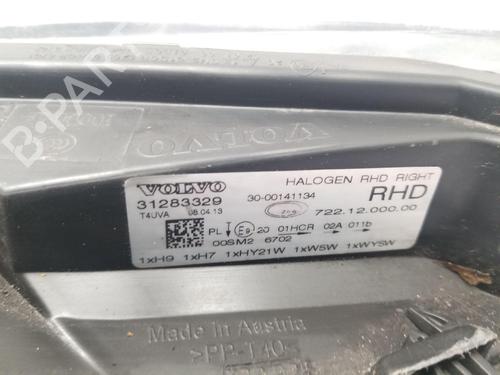 B-PARTS
VOLVO
VOLVO HALOGEN RHD RIGHT
31283329 30-00141134 RHD
T4UVA 08.04.13 722.12.000.00
PL E9 20 01HCR 02A 011b
00SM2 6702
1xH9 1xH7 1xHY21W 1xW5W 1xWY5W
Made in Austria
>PP-T40